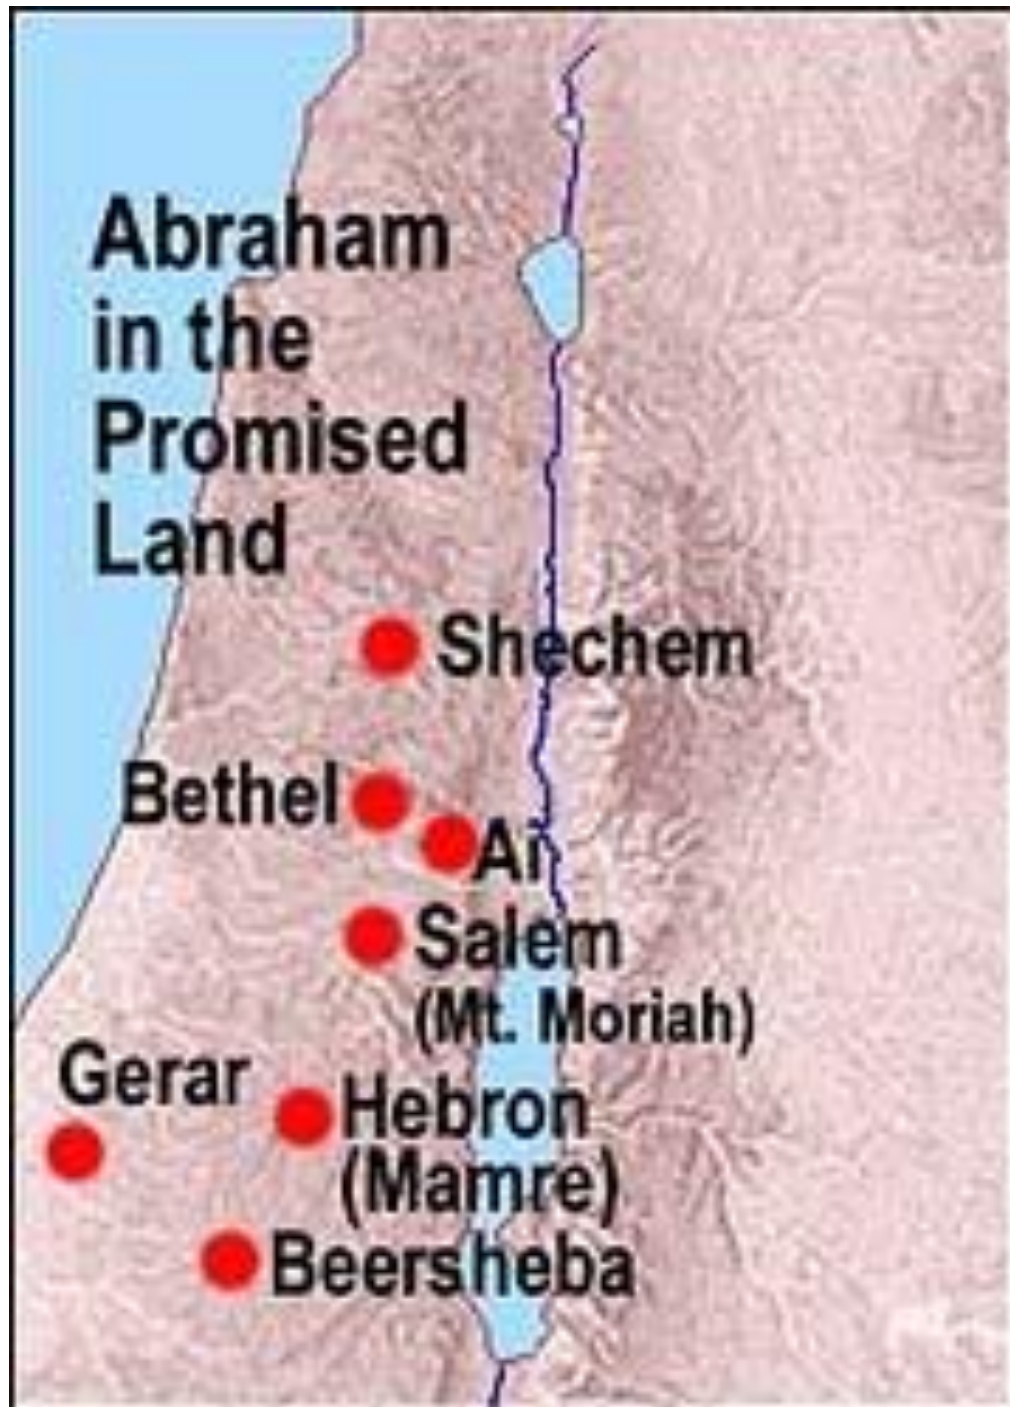 Abraham
in the
Promised
Land
Shechem
Bethel
Ai
Salem
(Mt. Moriah)
Gerar
Hebron
(Mamre)
Beersheba